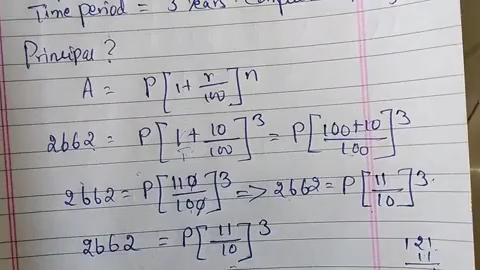 Time period = 3 years
Principal ?
A = P[1 + r/100]^n
2662 = P[1 + 10/100]^3 = P[100+10/100]^3
2662 = P[110/100]^3 => 2662 = P[11/10]^3.
2662 = P[11/10]^3
121
11